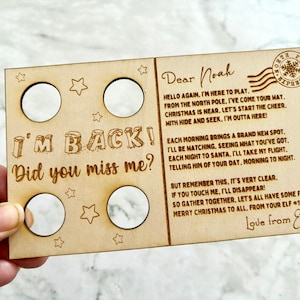 I'M BACK!
Did you miss me?
Dear Noah
HELLO AGAIN, I'M HERE TO PLAY,
FROM THE NORTH POLE, I'VE COME YOUR WAY.
CHRISTMAS IS NEAR, LET'S START THE CHEER,
WITH HIDE AND SEEK, I'M OUTTA HERE!
EACH MORNING BRINGS A BRAND NEW SPOT,
I'LL BE WATCHING, SEEING WHAT YOU'VE GOT.
EACH NIGHT TO SANTA, I'LL TAKE MY FLIGHT,
TELLING HIM OF YOUR DAY, MORNING TO NIGHT.
BUT REMEMBER THIS, IT'S VERY CLEAR,
IF YOU TOUCH ME, I'LL DISAPPEAR!
SO GATHER TOGETHER, LET'S ALL HAVE SOME
MERRY CHRISTMAS TO ALL, FROM YOUR ELF
Love from